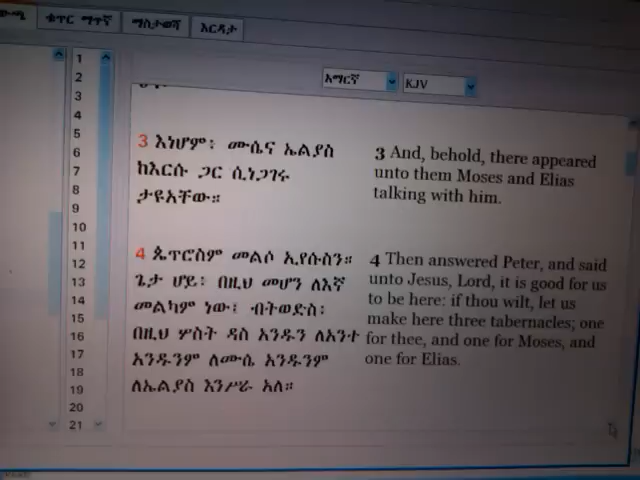 ቁጥር ማጥኛ
ማስታወሻ
እርዳታ
አማርኛ
KJV
1
2
3
4
5
6
7
8
9
10
11
12
13
14
15
16
17
18
19
20
21
3 እነሆም፤ ሙሴና ኤልያስ
ከእርሱ ጋር ሲነጋገሩ
ታዩአቸው።
4 ጴጥሮስም መልሶ ኢየሱስን።
ጌታ ሆይ፤ በዚህ መሆን ለእኛ
መልካም ነው፤ ብትወድስ፤
በዚህ ሦስት ዳስ አንዱን ለአንተ
አንዱንም ለሙሴ አንዱንም
ለኤልያስ እንሥራ አለ።
3 And, behold, there appeared
unto them Moses and Elias
talking with him.
4 Then answered Peter, and said
unto Jesus, Lord, it is good for us
to be here: if thou wilt, let us
make here three tabernacles; one
for thee, and one for Moses, and
one for Elias.